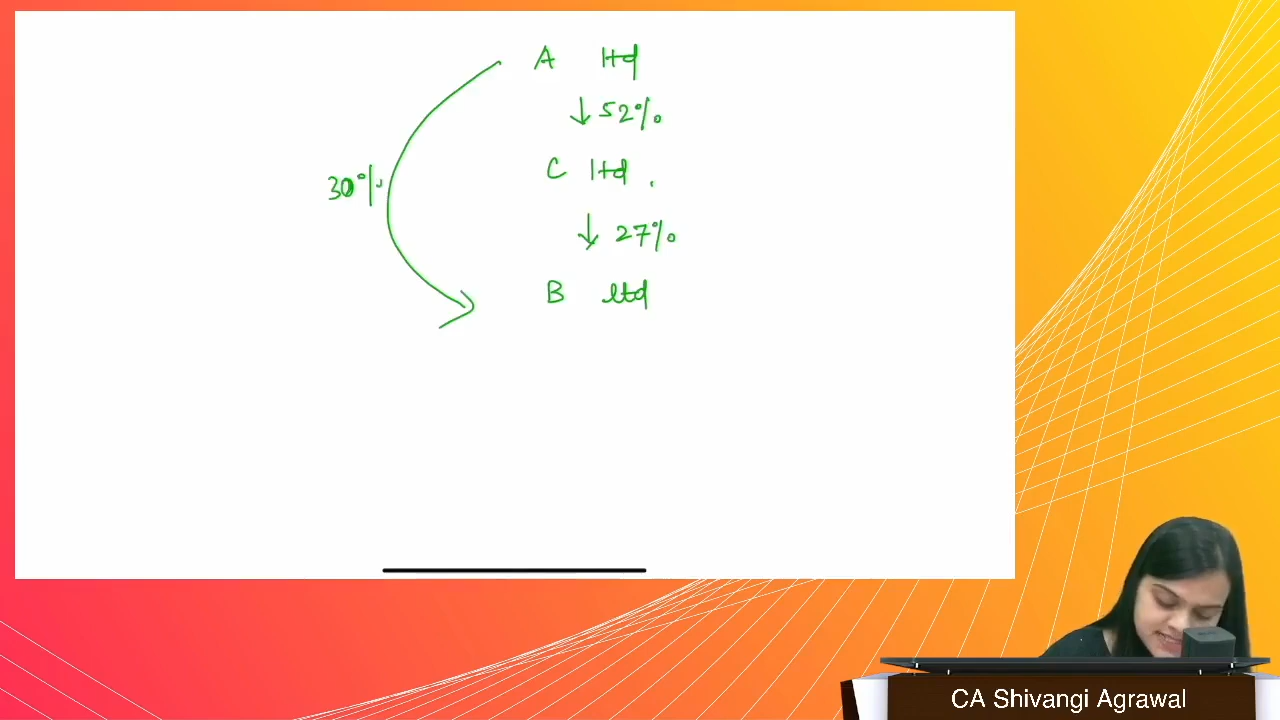 A ltd
↓ 52%
C ltd.
30%
↓ 27%
B ltd
CA Shivangi Agrawal